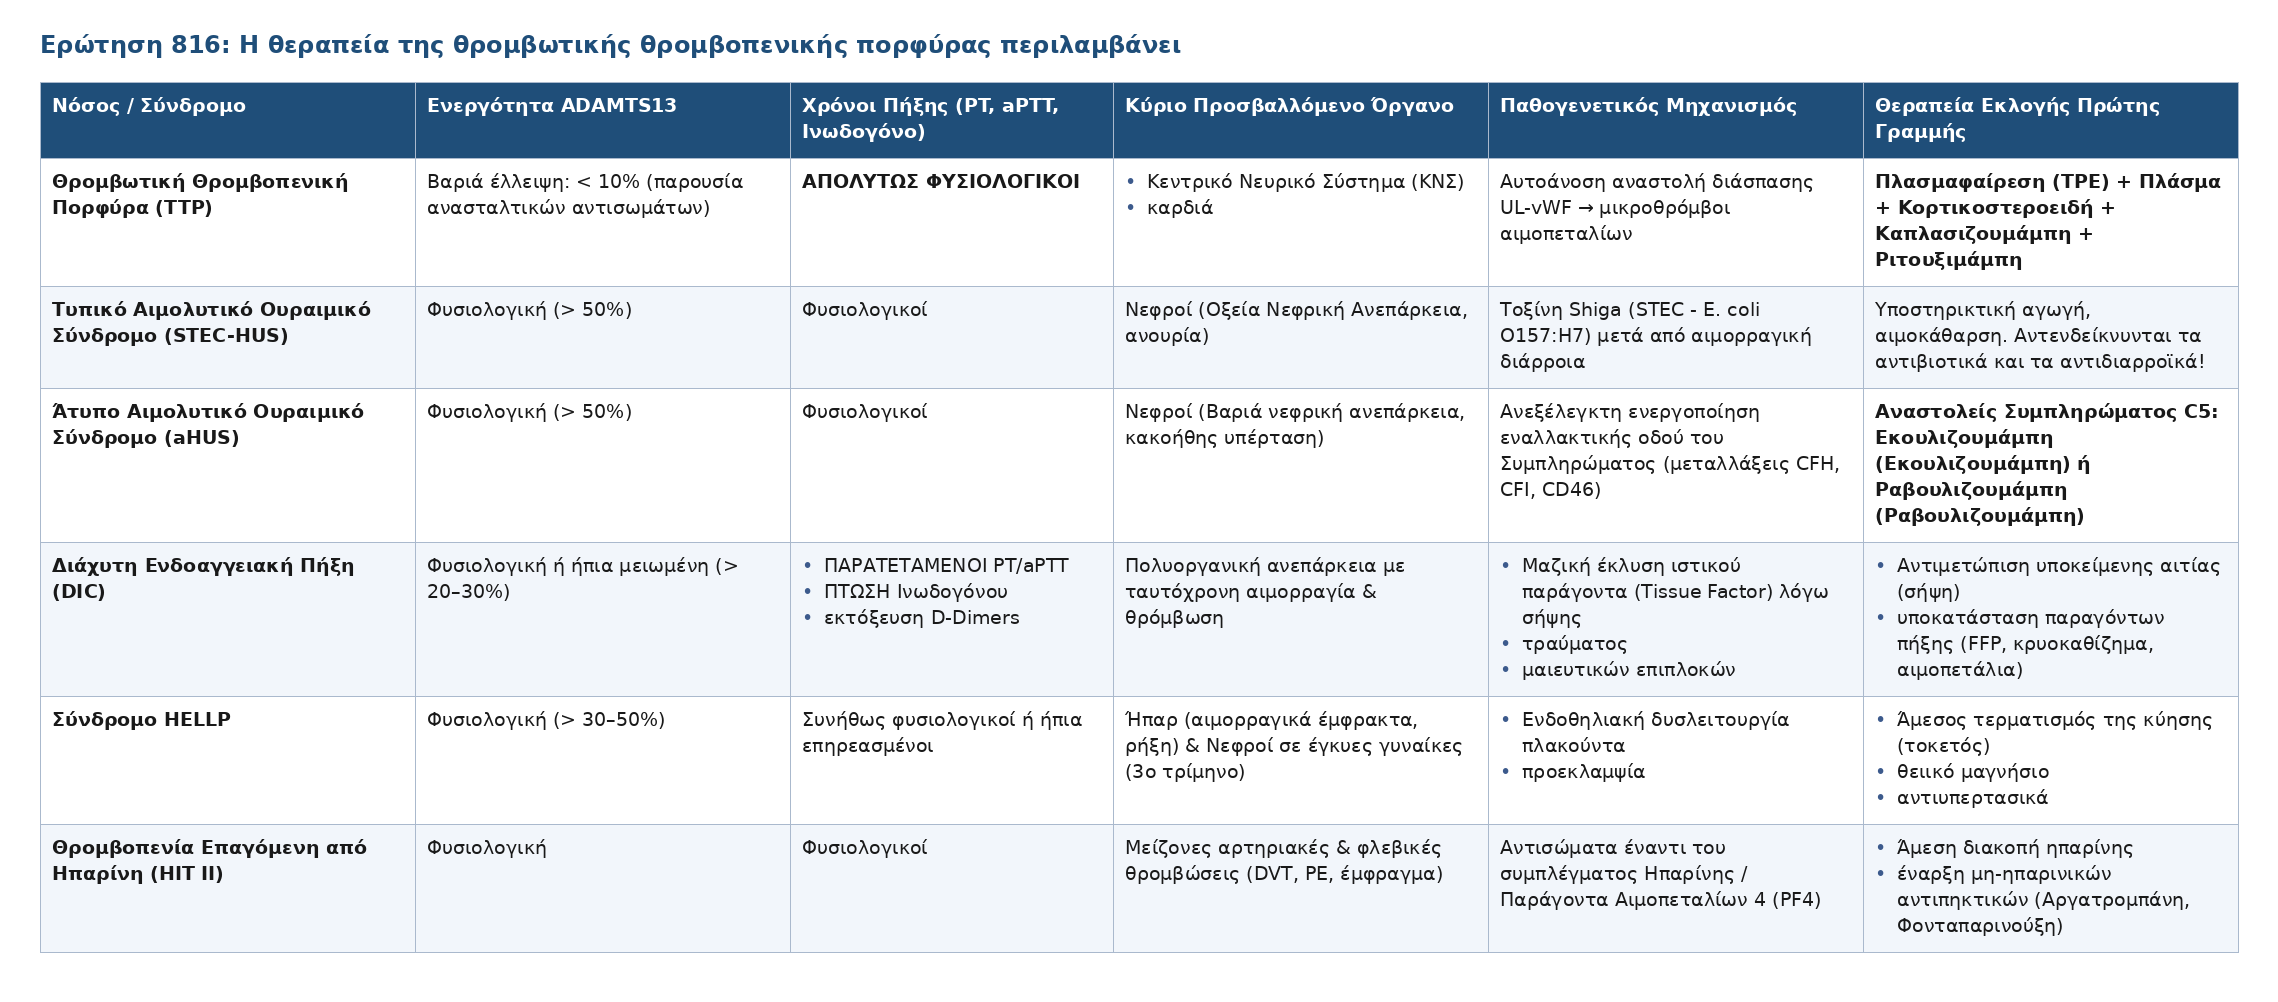 Ερώτηση 816: Η θεραπεία της θρομβωτικής θρομβοπενικής πορφύρας περιλαμβάνει
Νόσος / Σύνδρομο
Ενεργότητα ADAMTS13
Χρόνοι Πήξης (PT, aPTT,
Ινωδογόνο)
Κύριο Προσβαλλόμενο Όργανο
Παθογενετικός Μηχανισμός
Θεραπεία Εκλογής Πρώτης
Γραμμής
Θρομβωτική Θρομβοπενική
Πορφύρα (TTP)
Βαριά έλλειψη: < 10% (παρουσία
ανασταλτικών αντισωμάτων)
ΑΠΟΛΥΤΩΣ ΦΥΣΙΟΛΟΓΙΚΟΙ
• Κεντρικό Νευρικό Σύστημα (ΚΝΣ)
• καρδιά
Αυτοάνοση αναστολή διάσπασης
UL-vWF → μικροθρόμβοι
αιμοπεταλίων
Πλασμαφαίρεση (TPE) + Πλάσμα
+ Κορτικοστεροειδή +
Καπλασιζουμάμπη +
Ριτουξιμάμπη
Τυπικό Αιμολυτικό Ουραιμικό
Σύνδρομο (STEC-HUS)
Φυσιολογική (> 50%)
Φυσιολογικοί
Νεφροί (Οξεία Νεφρική Ανεπάρκεια,
ανουρία)
Τοξίνη Shiga (STEC - E. coli
O157:H7) μετά από αιμορραγική
διάρροια
Υποστηρικτική αγωγή,
αιμοκάθαρση. Αντενδείκνυνται τα
αντιβιοτικά και τα αντιδιαρροϊκά!
Άτυπο Αιμολυτικό Ουραιμικό
Σύνδρομο (aHUS)
Φυσιολογική (> 50%)
Φυσιολογικοί
Νεφροί (Βαριά νεφρική ανεπάρκεια,
κακοήθης υπέρταση)
Ανεξέλεγκτη ενεργοποίηση
εναλλακτικής οδού του
Συμπληρώματος (μεταλλάξεις CFH,
CFI, CD46)
Αναστολείς Συμπληρώματος C5:
Εκουλιζουμάμπη
(Εκουλιζουμάμπη) ή
Ραβουλιζουμάμπη
(Ραβουλιζουμάμπη)
Διάχυτη Ενδοαγγειακή Πήξη
(DIC)
Φυσιολογική ή ήπια μειωμένη (>
20–30%)
• ΠΑΡΑΤΕΤΑΜΕΝΟΙ PT/aPTT
• ΠΤΩΣΗ Ινωδογόνου
• εκτόξευση D-Dimers
Πολυοργανική ανεπάρκεια με
ταυτόχρονη αιμορραγία &
θρόμβωση
• Μαζική έκλυση ιστικού
παράγοντα (Tissue Factor) λόγω
σήψης
• τραύματος
• μαιευτικών επιπλοκών
• Αντιμετώπιση υποκείμενης αιτίας
(σήψη)
• υποκατάσταση παραγόντων
πήξης (FFP, κρυοκαθίζημα,
αιμοπετάλια)
Σύνδρομο HELLP
Φυσιολογική (> 30–50%)
Συνήθως φυσιολογικοί ή ήπια
επηρεασμένοι
Ήπαρ (αιμορραγικά έμφρακτα,
ρήξη) & Νεφροί σε έγκυες γυναίκες
(3ο τρίμηνο)
• Ενδοθηλιακή δυσλειτουργία
πλακούντα
• προεκλαμψία
• Άμεσος τερματισμός της κύησης
(τοκετός)
• θειικό μαγνήσιο
• αντιυπερτασικά
Θρομβοπενία Επαγόμενη από
Ηπαρίνη (HIT II)
Φυσιολογική
Φυσιολογικοί
Μείζονες αρτηριακές & φλεβικές
θρομβώσεις (DVT, PE, έμφραγμα)
Αντισώματα έναντι του
συμπλέγματος Ηπαρίνης /
Παράγοντα Αιμοπεταλίων 4 (PF4)
• Άμεση διακοπή ηπαρίνης
• έναρξη μη-ηπαρινικών
αντιπηκτικών (Αργατρομπάνη,
Φονταπαρινούξη)